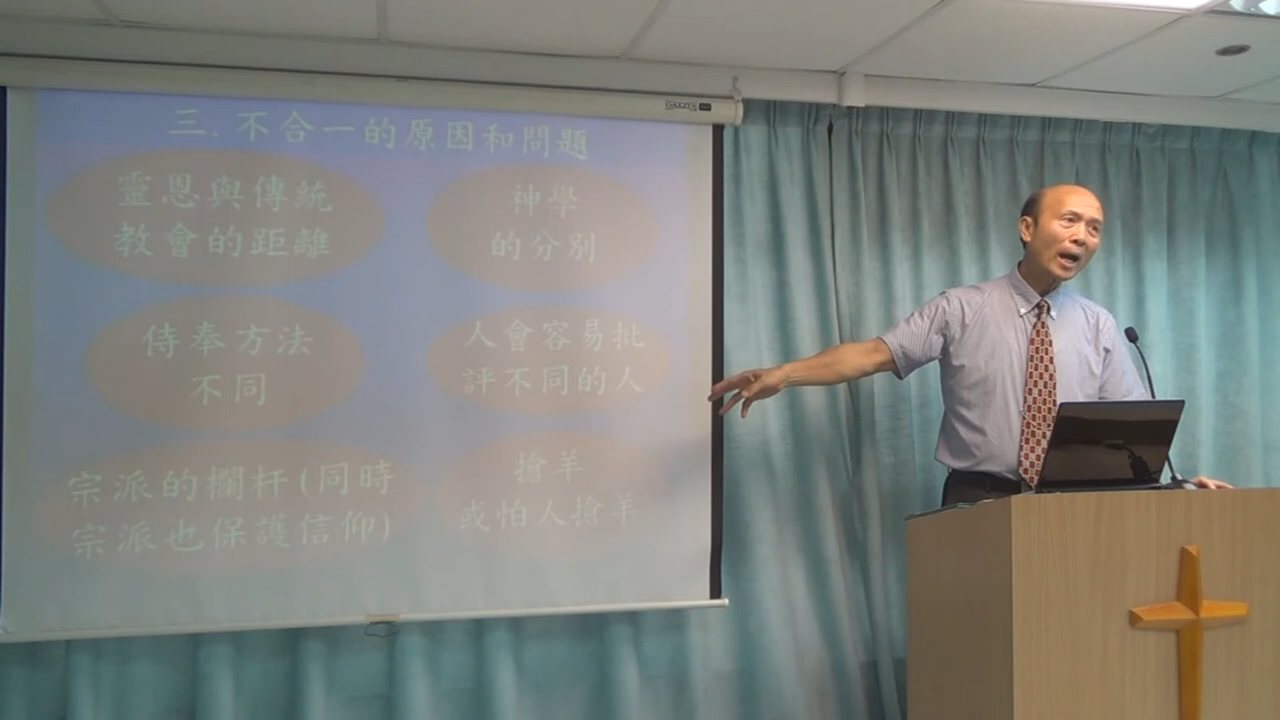 三.不合一的原因和問題
靈恩與傳統
教會的距離
神學
的分別
侍奉方法
不同
人會容易批
評不同的人
宗派的欄杆(同時
宗派也保護信仰)
搶羊
或怕人搶羊